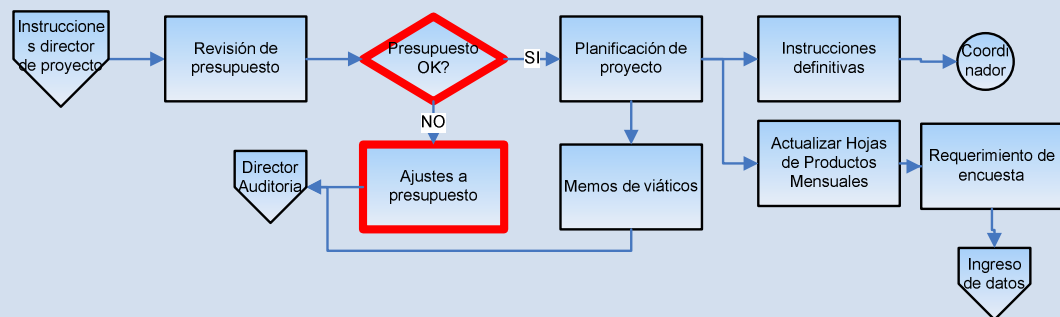 Instruccione
s director
de proyecto
Revisión de
presupuesto
Presupuesto
OK?
SI
Planificación de
proyecto
Instrucciones
definitivas
Coordi
nador
NO
Director
Auditoria
Ajustes a
presupuesto
Memos de viáticos
Actualizar Hojas
de Productos
Mensuales
Requerimiento de
encuesta
Ingreso
de datos